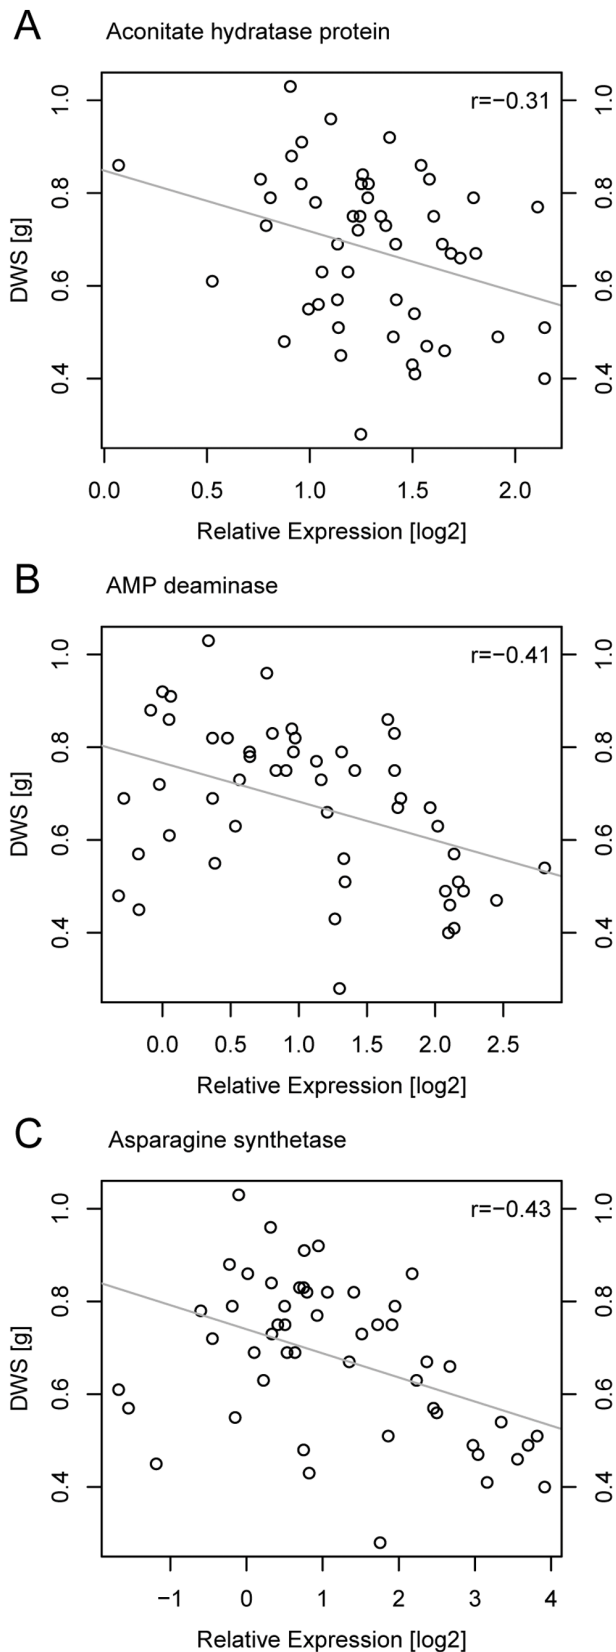 A Aconitate hydratase protein
r=−0.31
DWS [g]
1.0 1.0
0.8 0.8
0.6 0.6
0.4 0.4
0.0 0.5 1.0 1.5 2.0
Relative Expression [log2]
B AMP deaminase
r=−0.41
DWS [g]
1.0 1.0
0.8 0.8
0.6 0.6
0.4 0.4
0.0 0.5 1.0 1.5 2.0 2.5
Relative Expression [log2]
C Asparagine synthetase
r=−0.43
DWS [g]
1.0 1.0
0.8 0.8
0.6 0.6
0.4 0.4
−1 0 1 2 3 4
Relative Expression [log2]